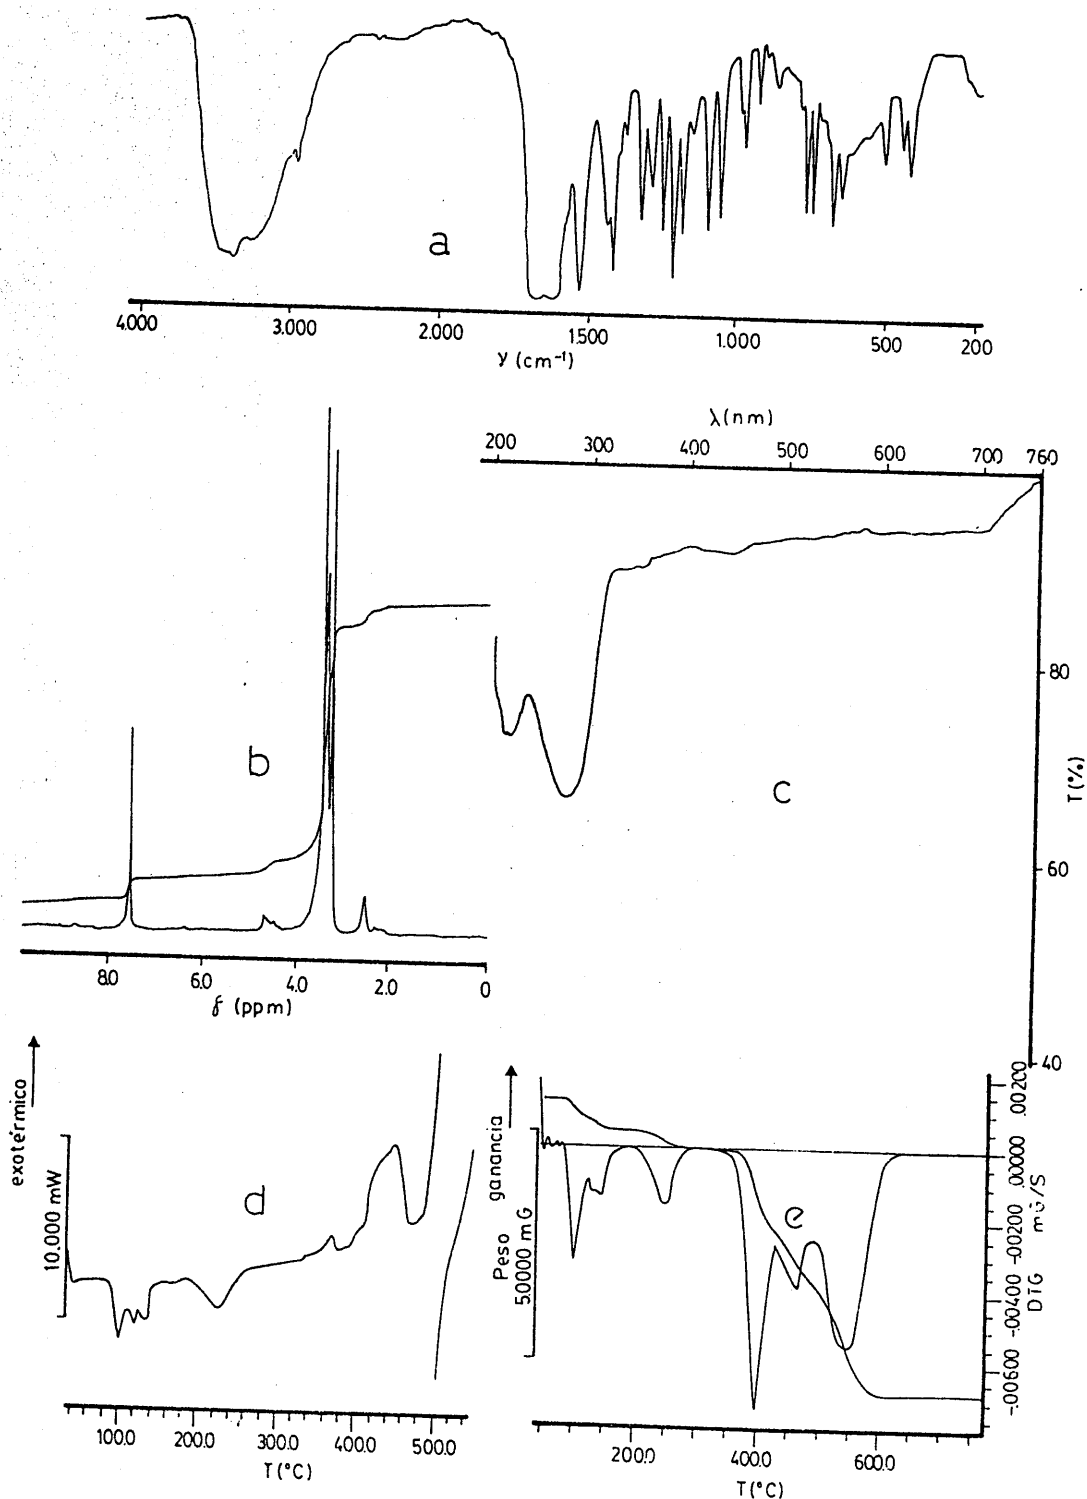 a
4.000 3.000 2.000 1.500 1.000 500 200
γ (cm⁻¹)
λ(nm)
200 300 400 500 600 700 760
b
c
80
60
40
T(%)
8.0 6.0 4.0 2.0 0
δ (ppm)
exotérmico
10.000 mW
d
100.0 200.0 300.0 400.0 500.0
T(°C)
Peso ganancia
5.0000 mG
e
.00200
.00000
-.00200
-.00400
-.00600
DTG mG/S
200.0 400.0 600.0
T(°C)